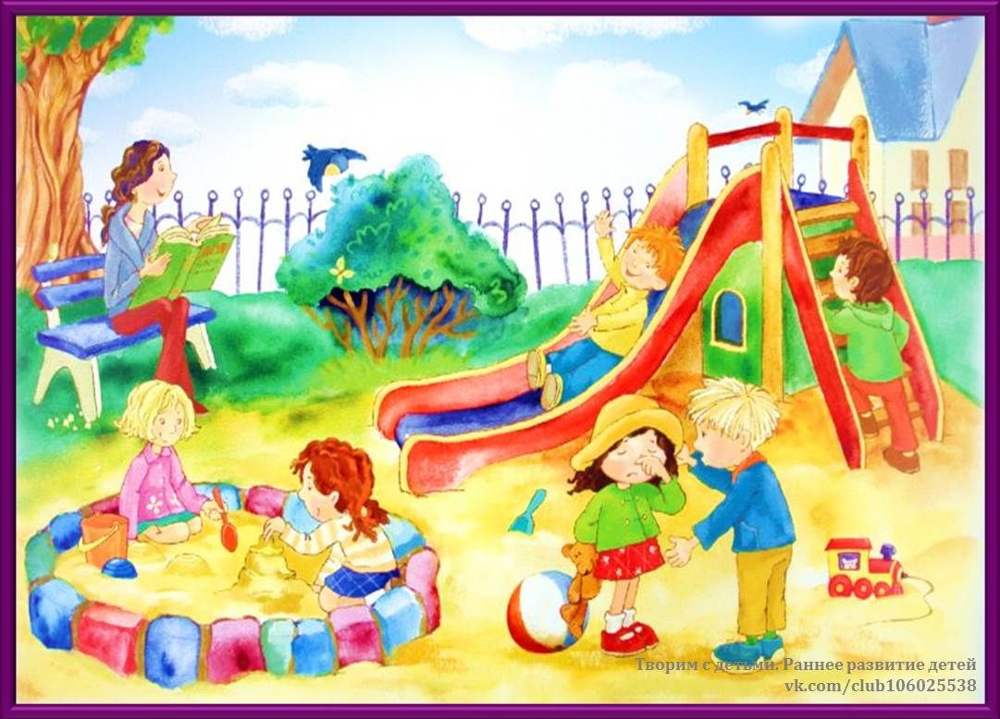 Творим с детьми. Раннее развитие детей
vk.com/club106025538